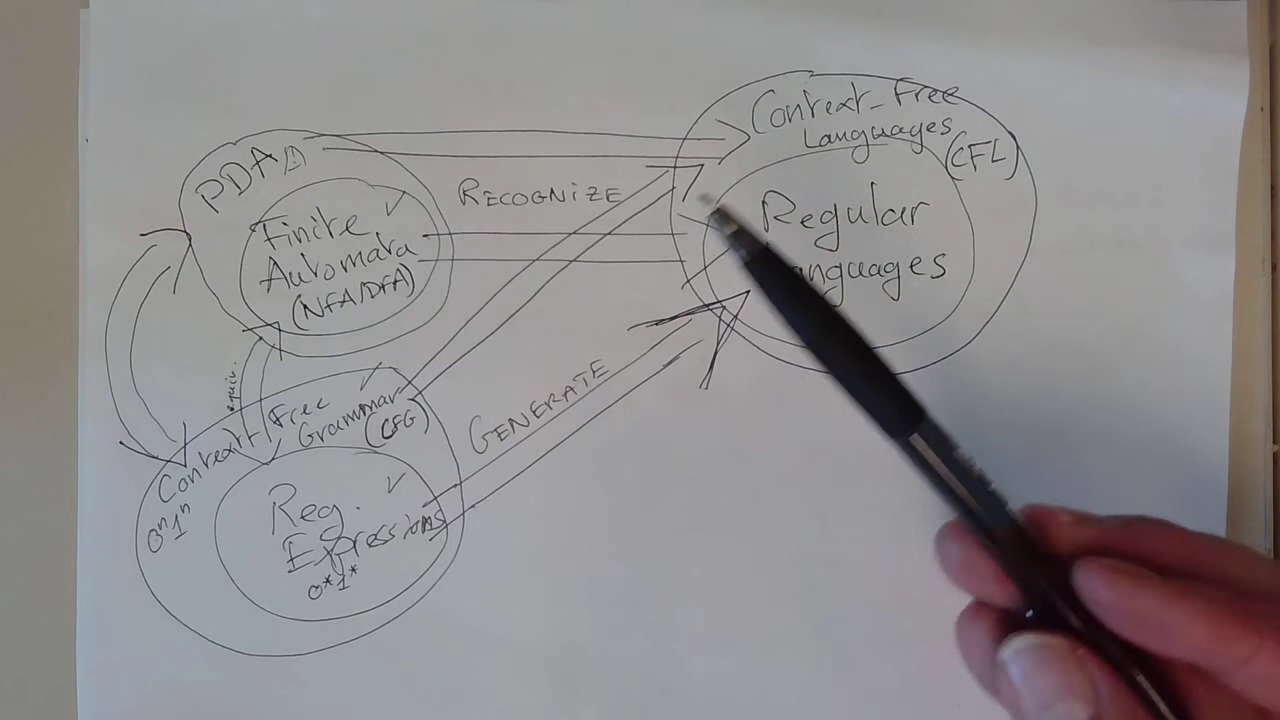 PDA
Finite
Automata
(NFA/DFA)
RECOGNIZE
Context-Free
Languages
(CFL)
Regular
Languages
equiv.
Context Free
Grammar
(CFG)
0ⁿ1ⁿ
Reg.
Expressions
0*1*
GENERATE